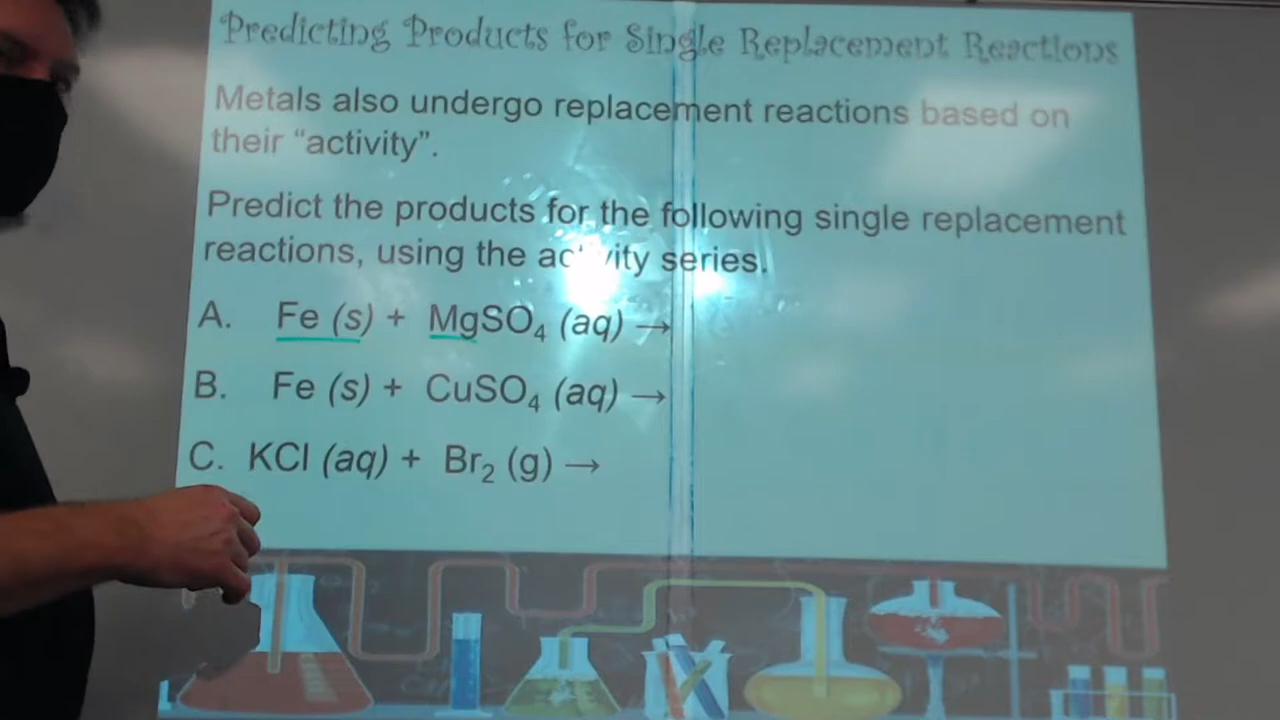 Predicting Products for Single Replacement Reactions
Metals also undergo replacement reactions based on
their “activity”.
Predict the products for the following single replacement
reactions, using the activity series.
A. Fe (s) + MgSO₄ (aq) →
B. Fe (s) + CuSO₄ (aq) →
C. KCl (aq) + Br₂ (g) →